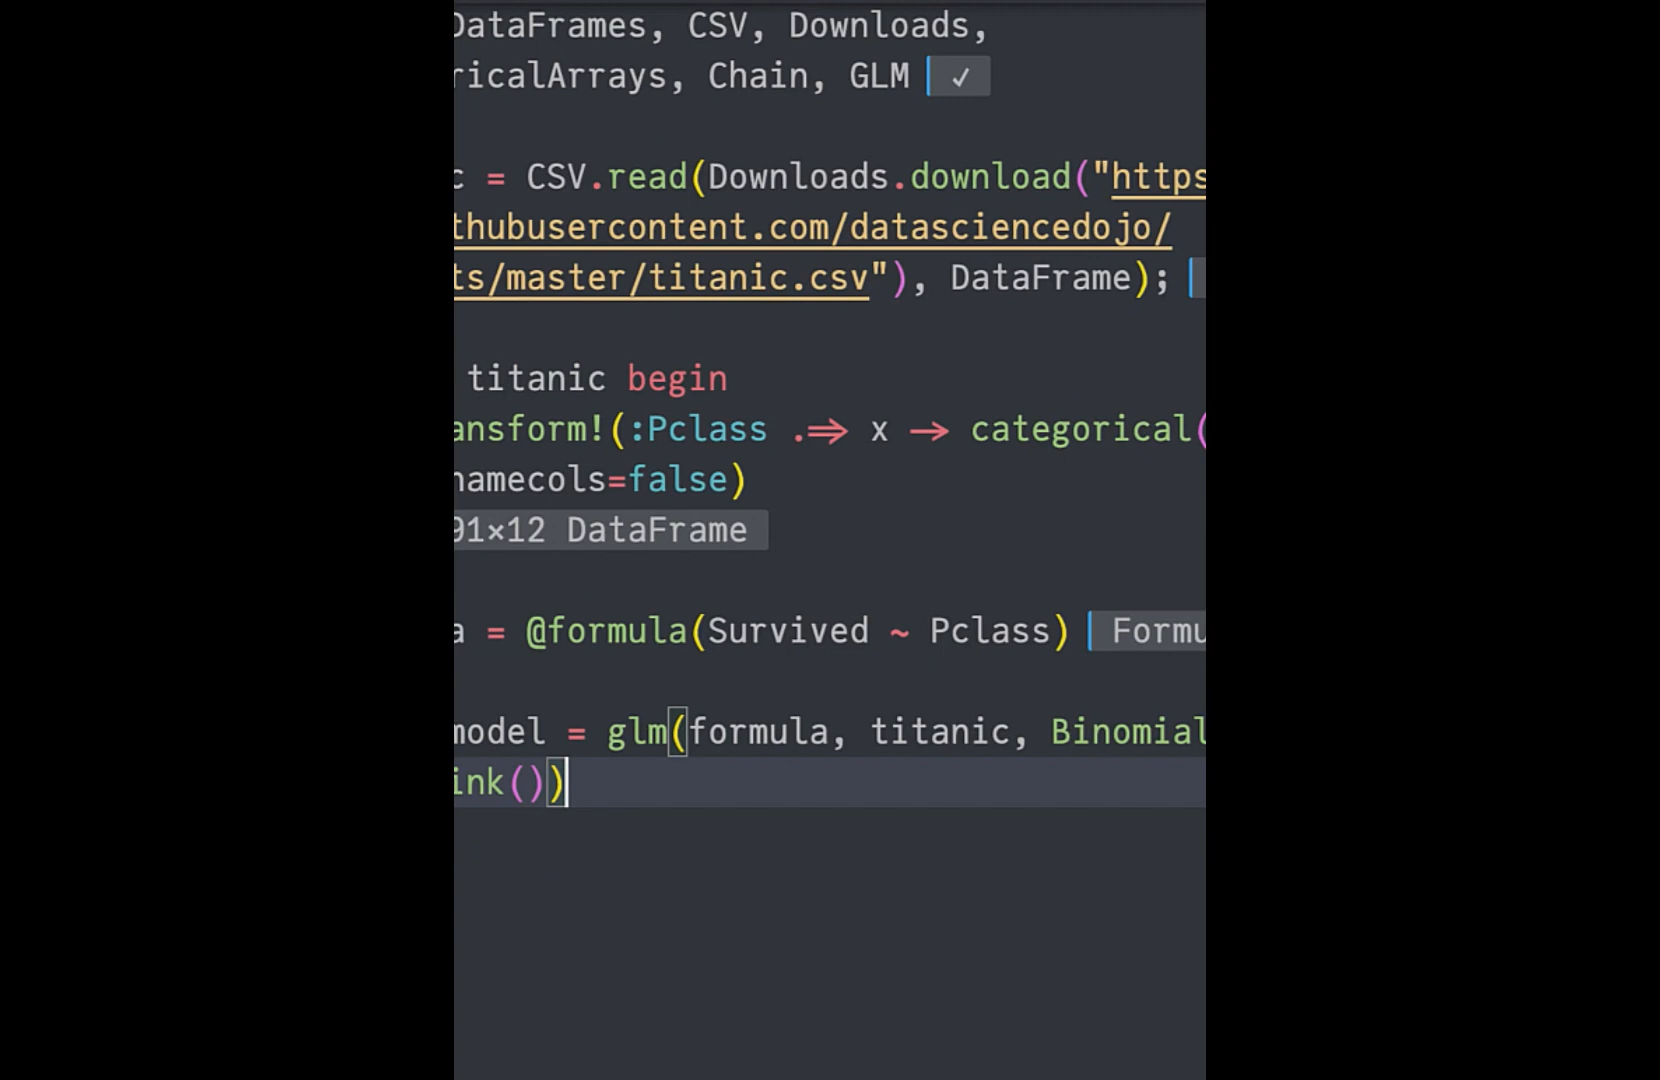 DataFrames, CSV, Downloads,
ricalArrays, Chain, GLM ✓
c = CSV.read(Downloads.download("https
thubusercontent.com/datasciencedojo/
ts/master/titanic.csv"), DataFrame);
titanic begin
ansform!(:Pclass .=> x -> categorical(
namecols=false)
91×12 DataFrame
a = @formula(Survived ~ Pclass) Formu
model = glm(formula, titanic, Binomial
ink())